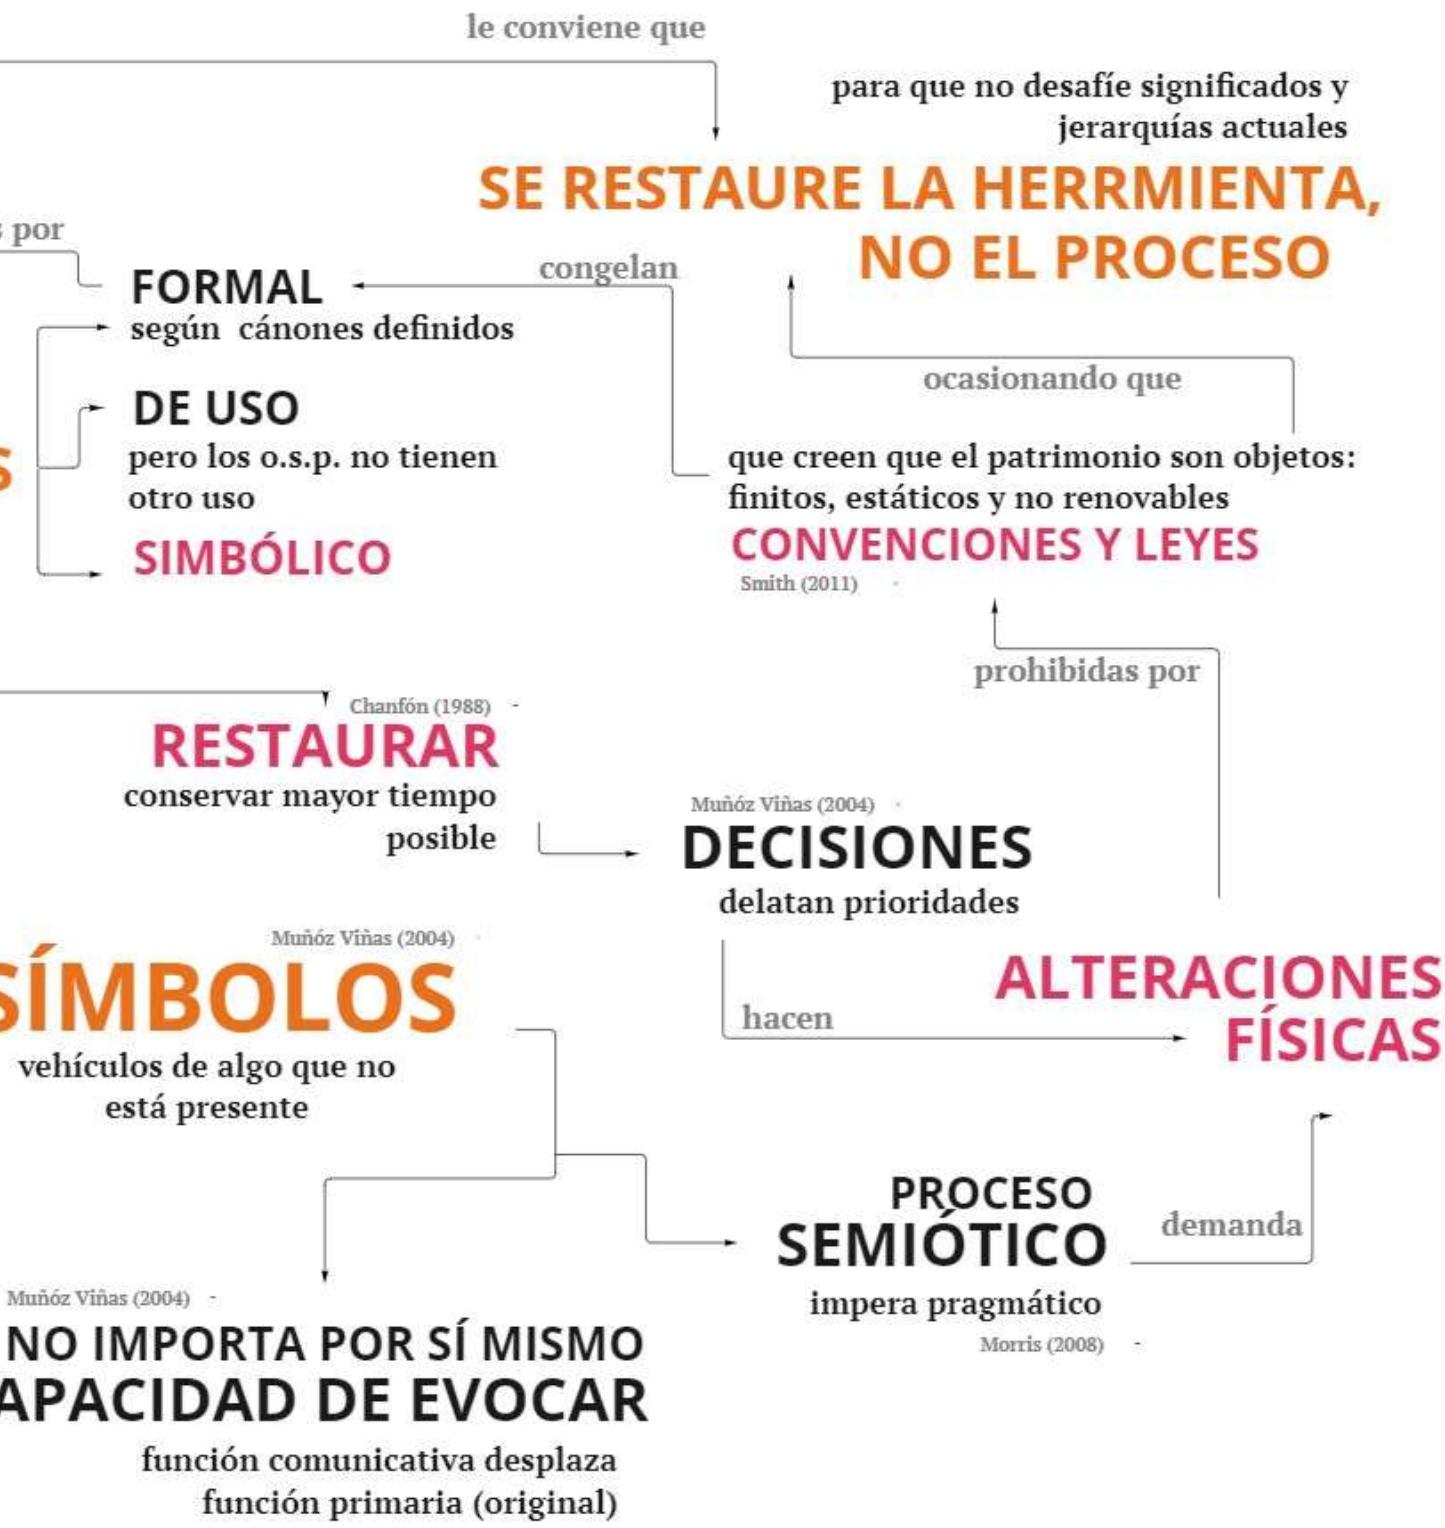 le conviene que
para que no desafíe significados y
jerarquías actuales
SE RESTAURE LA HERRMIENTA,
NO EL PROCESO
s por
FORMAL
según cánones definidos
congelan
ocasionando que
DE USO
pero los o.s.p. no tienen
otro uso
S
SIMBÓLICO
que creen que el patrimonio son objetos:
finitos, estáticos y no renovables
CONVENCIONES Y LEYES
Smith (2011)
prohibidas por
Chanfón (1988)
RESTAURAR
conservar mayor tiempo
posible
Muñóz Viñas (2004)
DECISIONES
delatan prioridades
hacen
ALTERACIONES
FÍSICAS
Muñóz Viñas (2004)
SÍMBOLOS
vehículos de algo que no
está presente
PROCESO
SEMIÓTICO
impera pragmático
Morris (2008)
demanda
Muñóz Viñas (2004)
NO IMPORTA POR SÍ MISMO
APACIDAD DE EVOCAR
función comunicativa desplaza
función primaria (original)